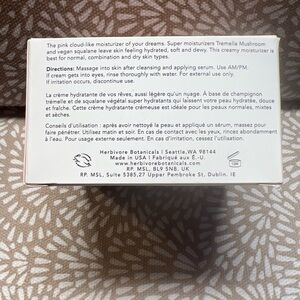 The pink cloud-like moisturizer of your dreams. Super moisturizers Tremella Mushroom
and vegan squalane leave skin feeling hydrated, soft and dewy. This creamy moisturizer is
best for normal, combination and dry skin types.
Directions: Massage into skin after cleansing and applying serum. Use AM/PM.
If cream gets into eyes, rinse thoroughly with water. For external use only.
If irritation occurs, discontinue use.
La crème hydratante de vos rêves, aussi légère qu'un nuage. À base de champignon
trémelle et de squalane végétal super hydratants qui laissent votre peau hydratée, douce
et fraîche. Cette crème hydratante crémeuse est idéale pour les peaux normales, mixtes
et sèches.
Conseils d'utilisation : après avoir nettoyé la peau et appliqué un sérum, massez pour
faire pénétrer. Utilisez matin et soir. En cas de contact avec les yeux, rincez abondamment
à l'eau. Pour usage externe seulement. En cas d'irritation, cessez l'utilisation.
Herbivore Botanicals | Seattle, WA 98144
Made in USA | Fabriqué aux É.-U.
www.herbivorebotanicals.com
RP. MSL, BL9 5NB, UK
RP. MSL, Suite 5385, 27 Upper Pembroke St, Dublin, IE